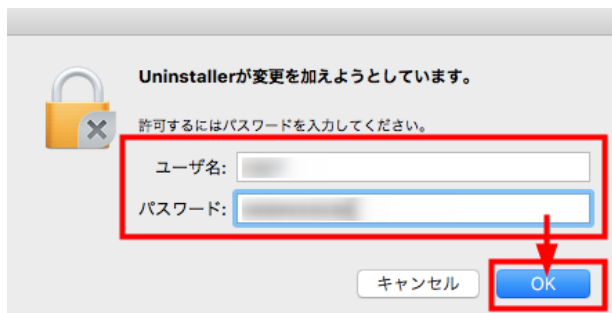 Uninstallerが変更を加えようとしています。
許可するにはパスワードを入力してください。
ユーザ名:
パスワード:
キャンセル
OK